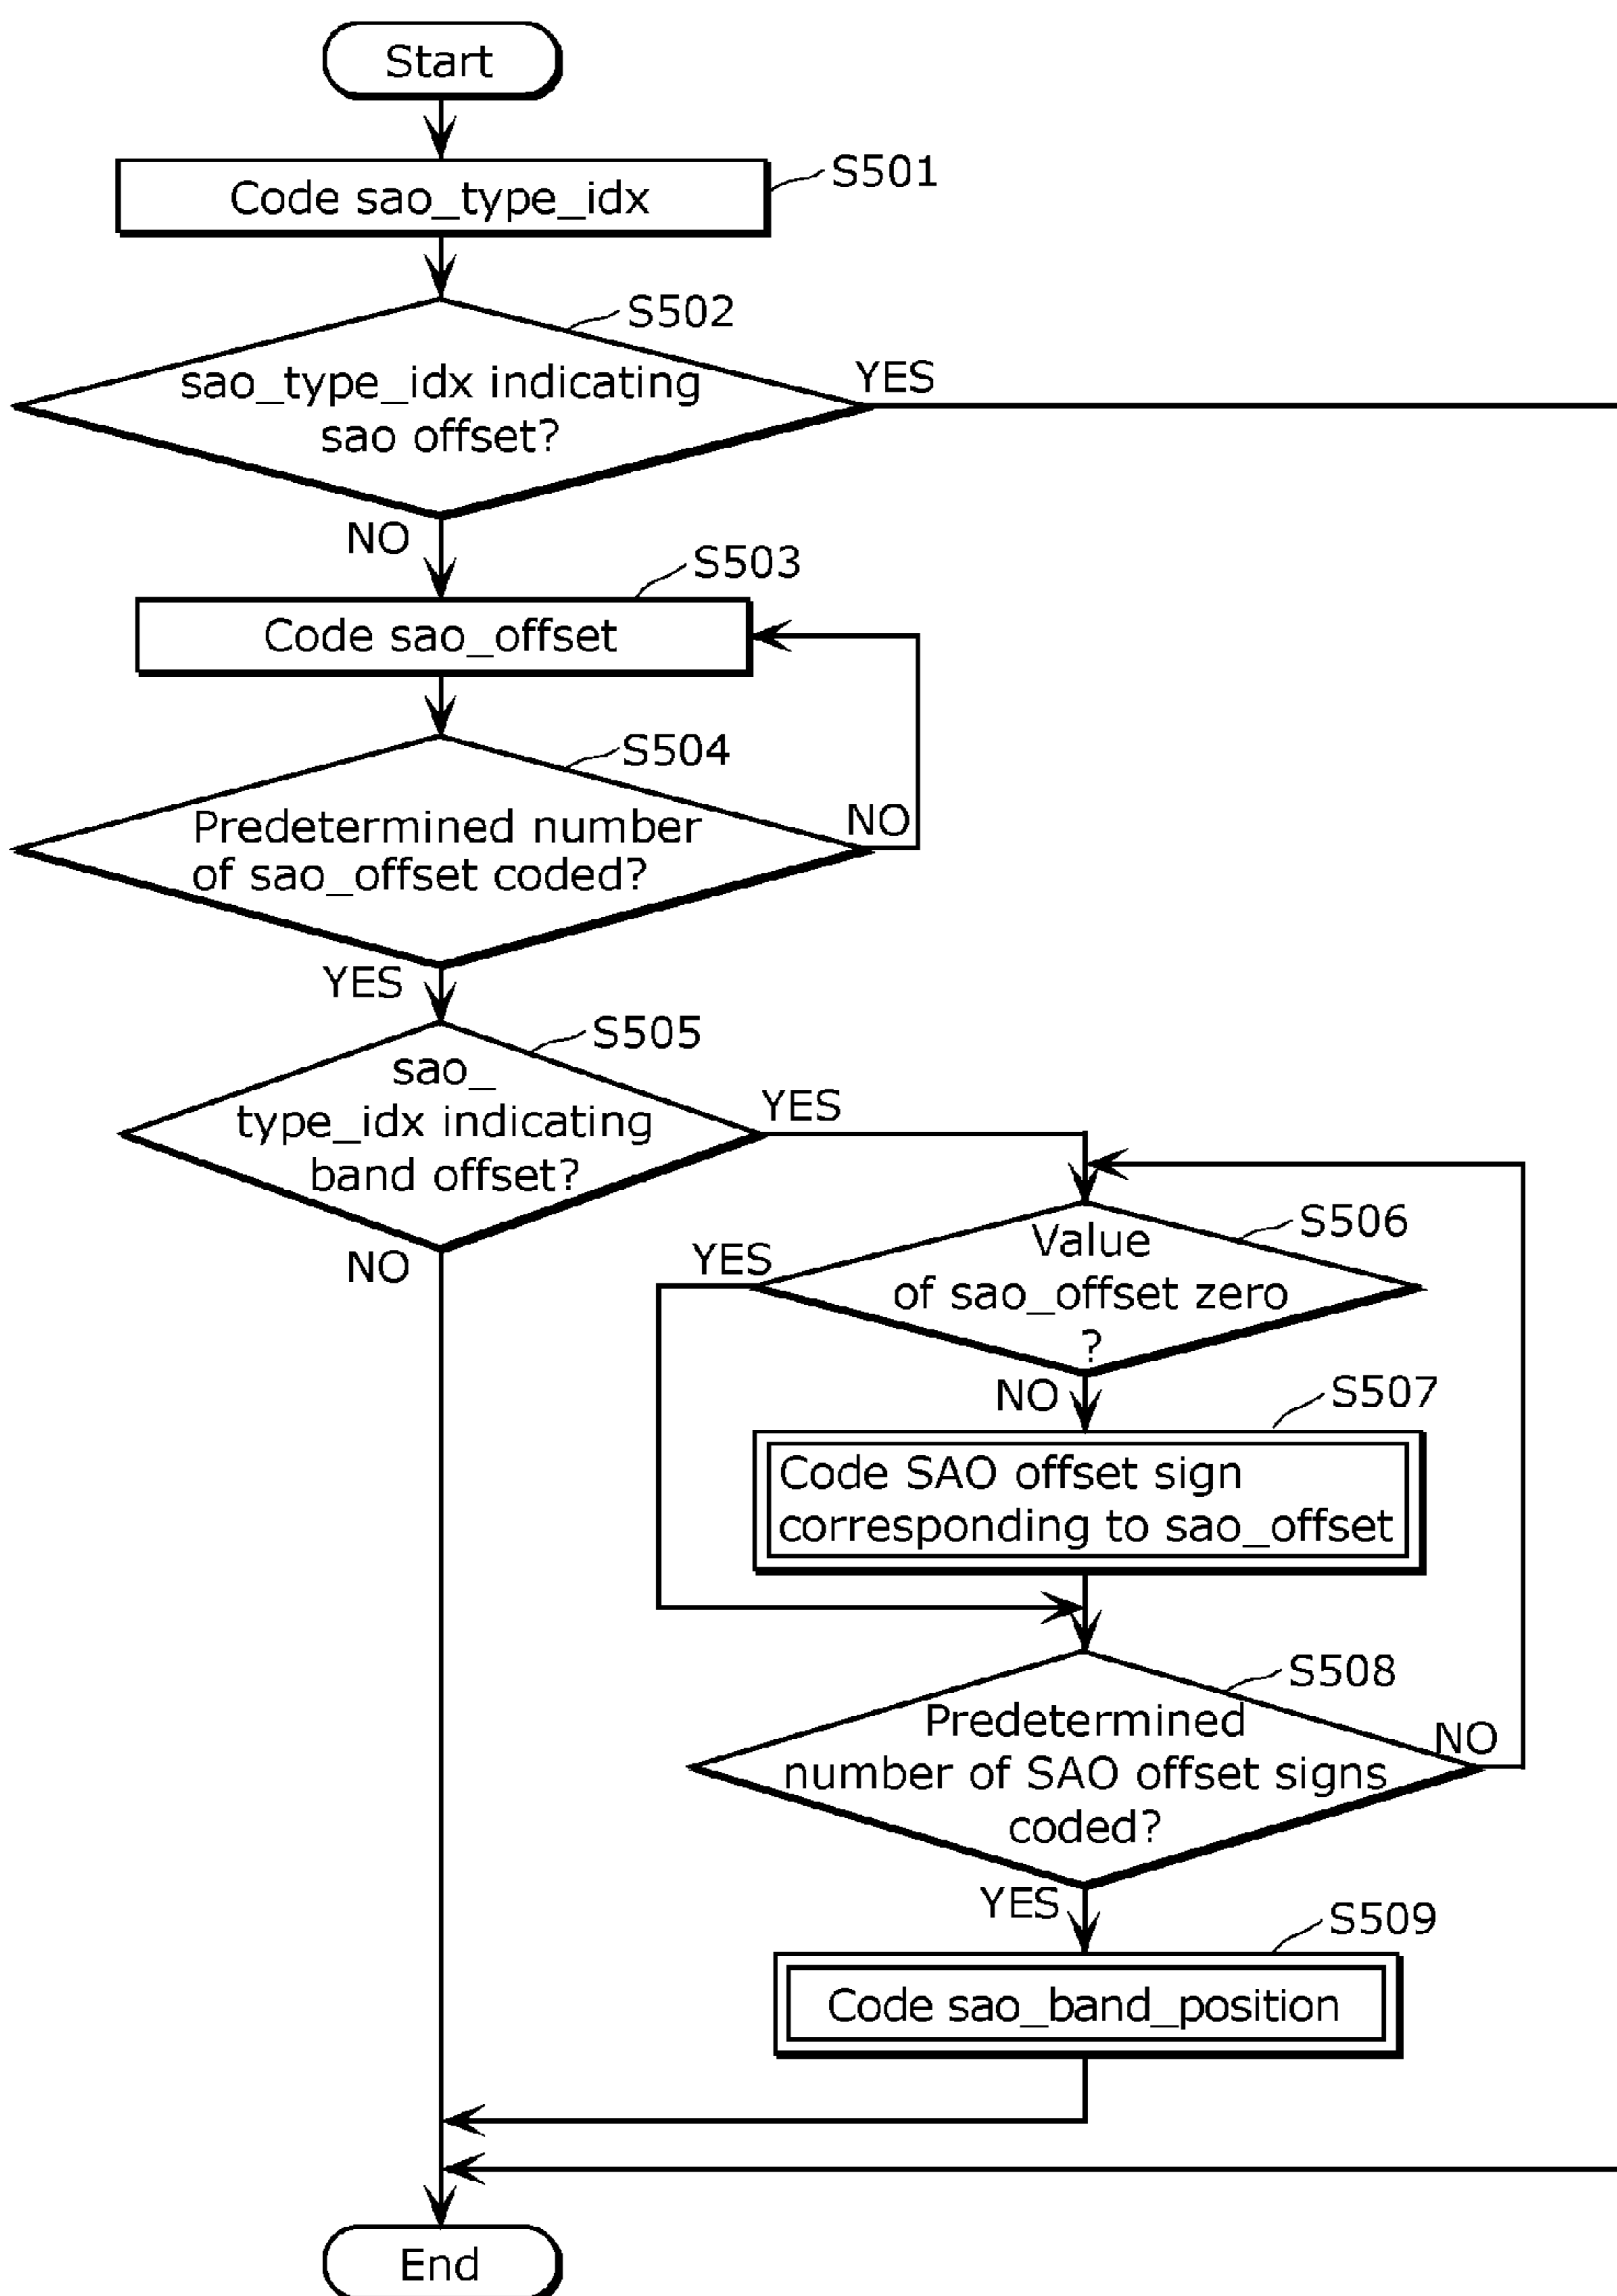 Start
S501
Code sao_type_idx
S502
sao_type_idx indicating
sao offset?
YES
NO
S503
Code sao_offset
S504
Predetermined number
of sao_offset coded?
NO
YES
S505
sao_
type_idx indicating
band offset?
YES
NO
S506
Value
of sao_offset zero
?
YES
NO
S507
Code SAO offset sign
corresponding to sao_offset
S508
Predetermined
number of SAO offset signs
coded?
NO
YES
S509
Code sao_band_position
End